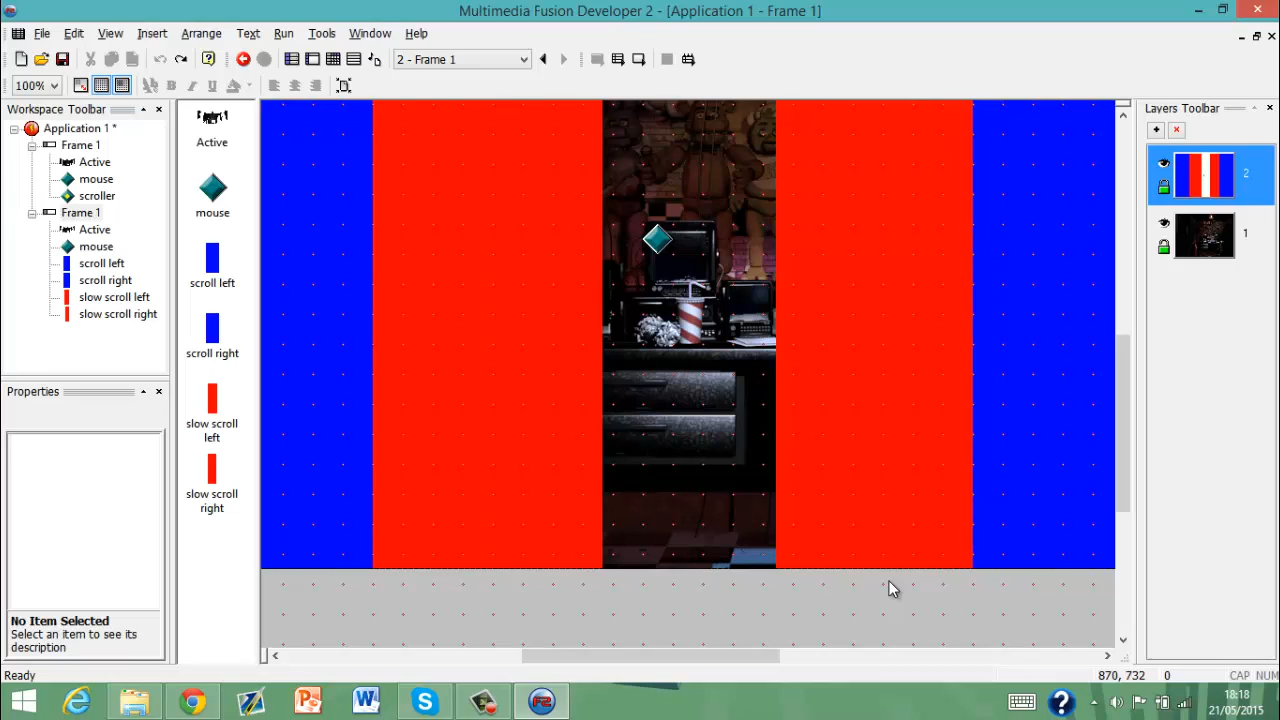 Multimedia Fusion Developer 2 - [Application 1 - Frame 1]
File Edit View Insert Arrange Text Run Tools Window Help
2 - Frame 1
100%
Workspace Toolbar
Application 1 *
Frame 1
Active
mouse
scroller
Frame 1
Active
mouse
scroll left
scroll right
slow scroll left
slow scroll right
Properties
No Item Selected
Select an item to see its
description
Active
mouse
scroll left
scroll right
slow scroll
left
slow scroll
right
Layers Toolbar
2
1
Ready
870, 732
0
CAP NUM
18:18
21/05/2015